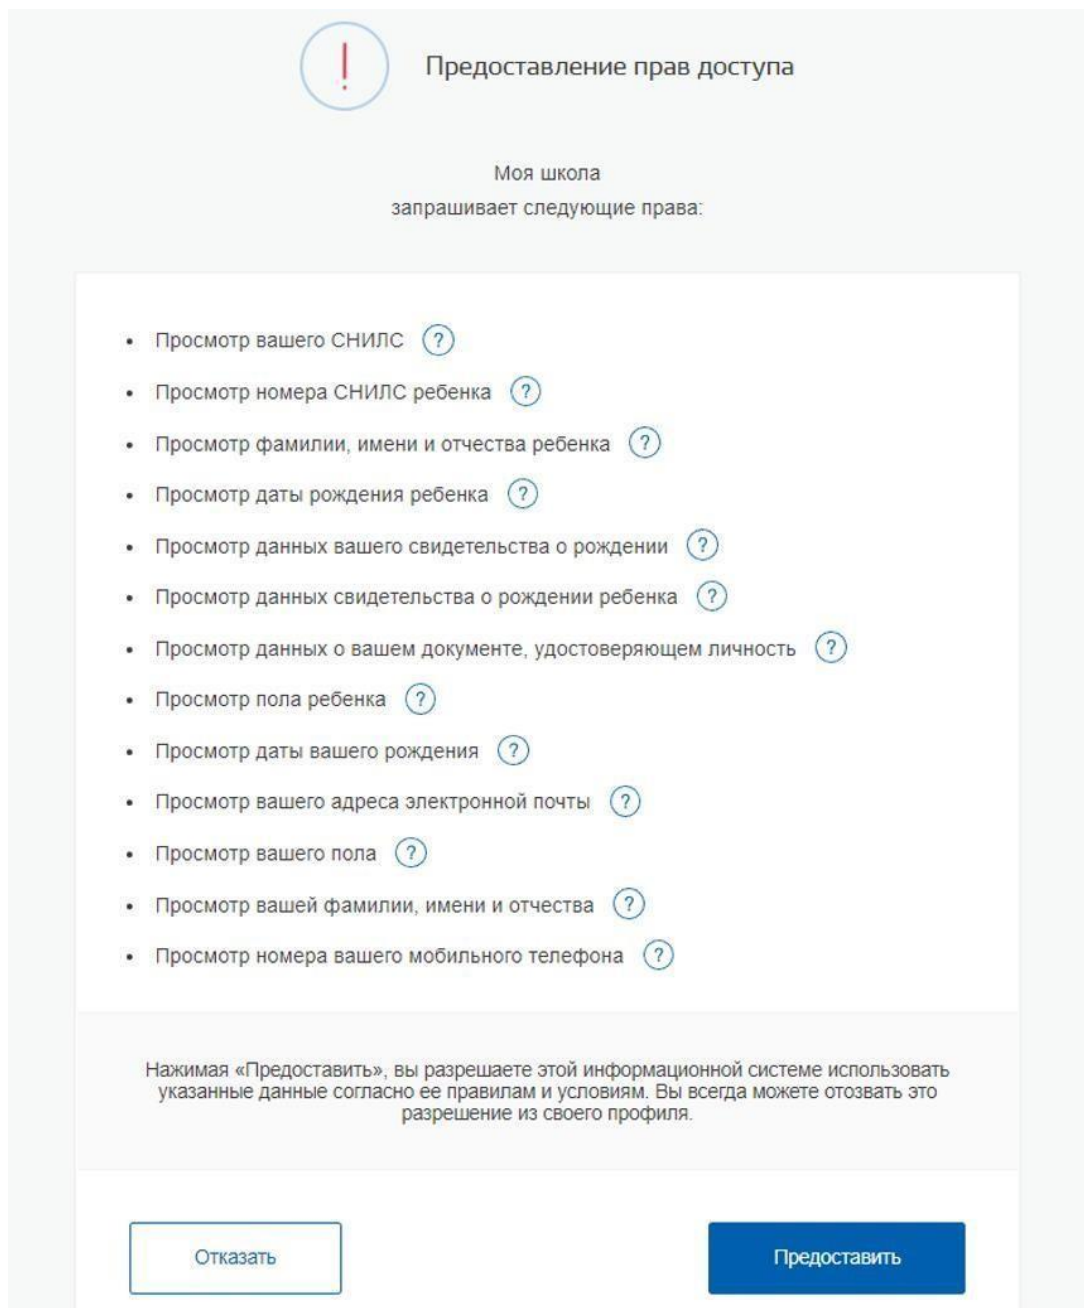 Предоставление прав доступа
Моя школа
запрашивает следующие права:
• Просмотр вашего СНИЛС ?
• Просмотр номера СНИЛС ребенка ?
• Просмотр фамилии, имени и отчества ребенка ?
• Просмотр даты рождения ребенка ?
• Просмотр данных вашего свидетельства о рождении ?
• Просмотр данных свидетельства о рождении ребенка ?
• Просмотр данных о вашем документе, удостоверяющем личность ?
• Просмотр пола ребенка ?
• Просмотр даты вашего рождения ?
• Просмотр вашего адреса электронной почты ?
• Просмотр вашего пола ?
• Просмотр вашей фамилии, имени и отчества ?
• Просмотр номера вашего мобильного телефона ?
Нажимая «Предоставить», вы разрешаете этой информационной системе использовать
указанные данные согласно ее правилам и условиям. Вы всегда можете отозвать это
разрешение из своего профиля.
Отказать
Предоставить